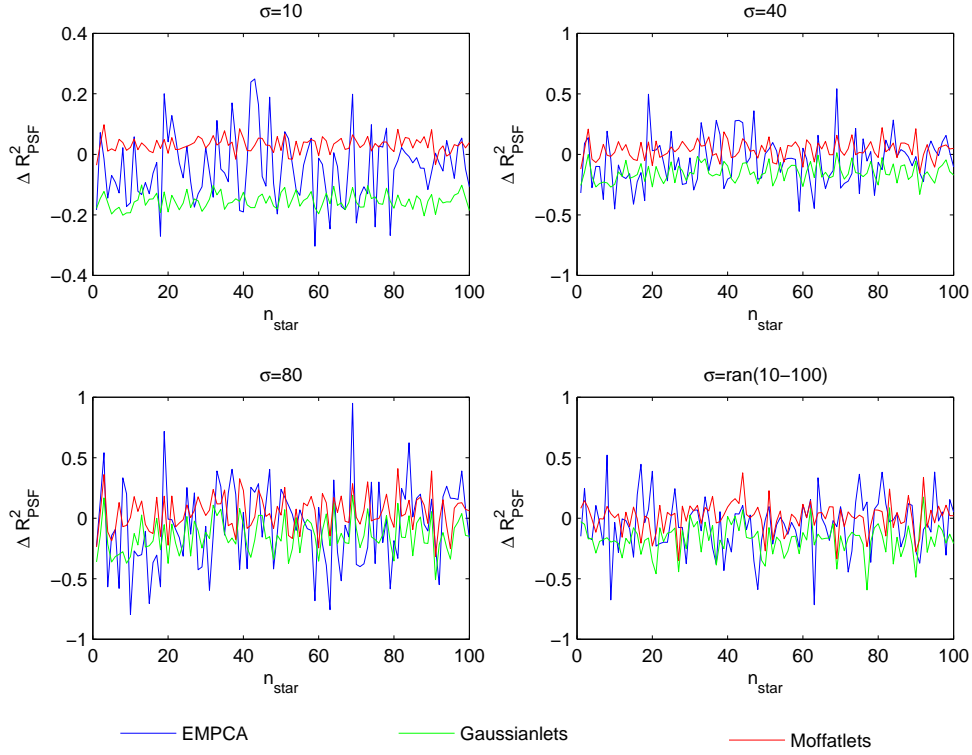 σ=10
0.4
0.2
0
−0.2
−0.4
Δ R²PSF
0 20 40 60 80 100
nstar
σ=40
1
0.5
0
−0.5
−1
Δ R²PSF
0 20 40 60 80 100
nstar
σ=80
1
0.5
0
−0.5
−1
Δ R²PSF
0 20 40 60 80 100
nstar
σ=ran(10−100)
1
0.5
0
−0.5
−1
Δ R²PSF
0 20 40 60 80 100
nstar
EMPCA Gaussianlets Moffatlets